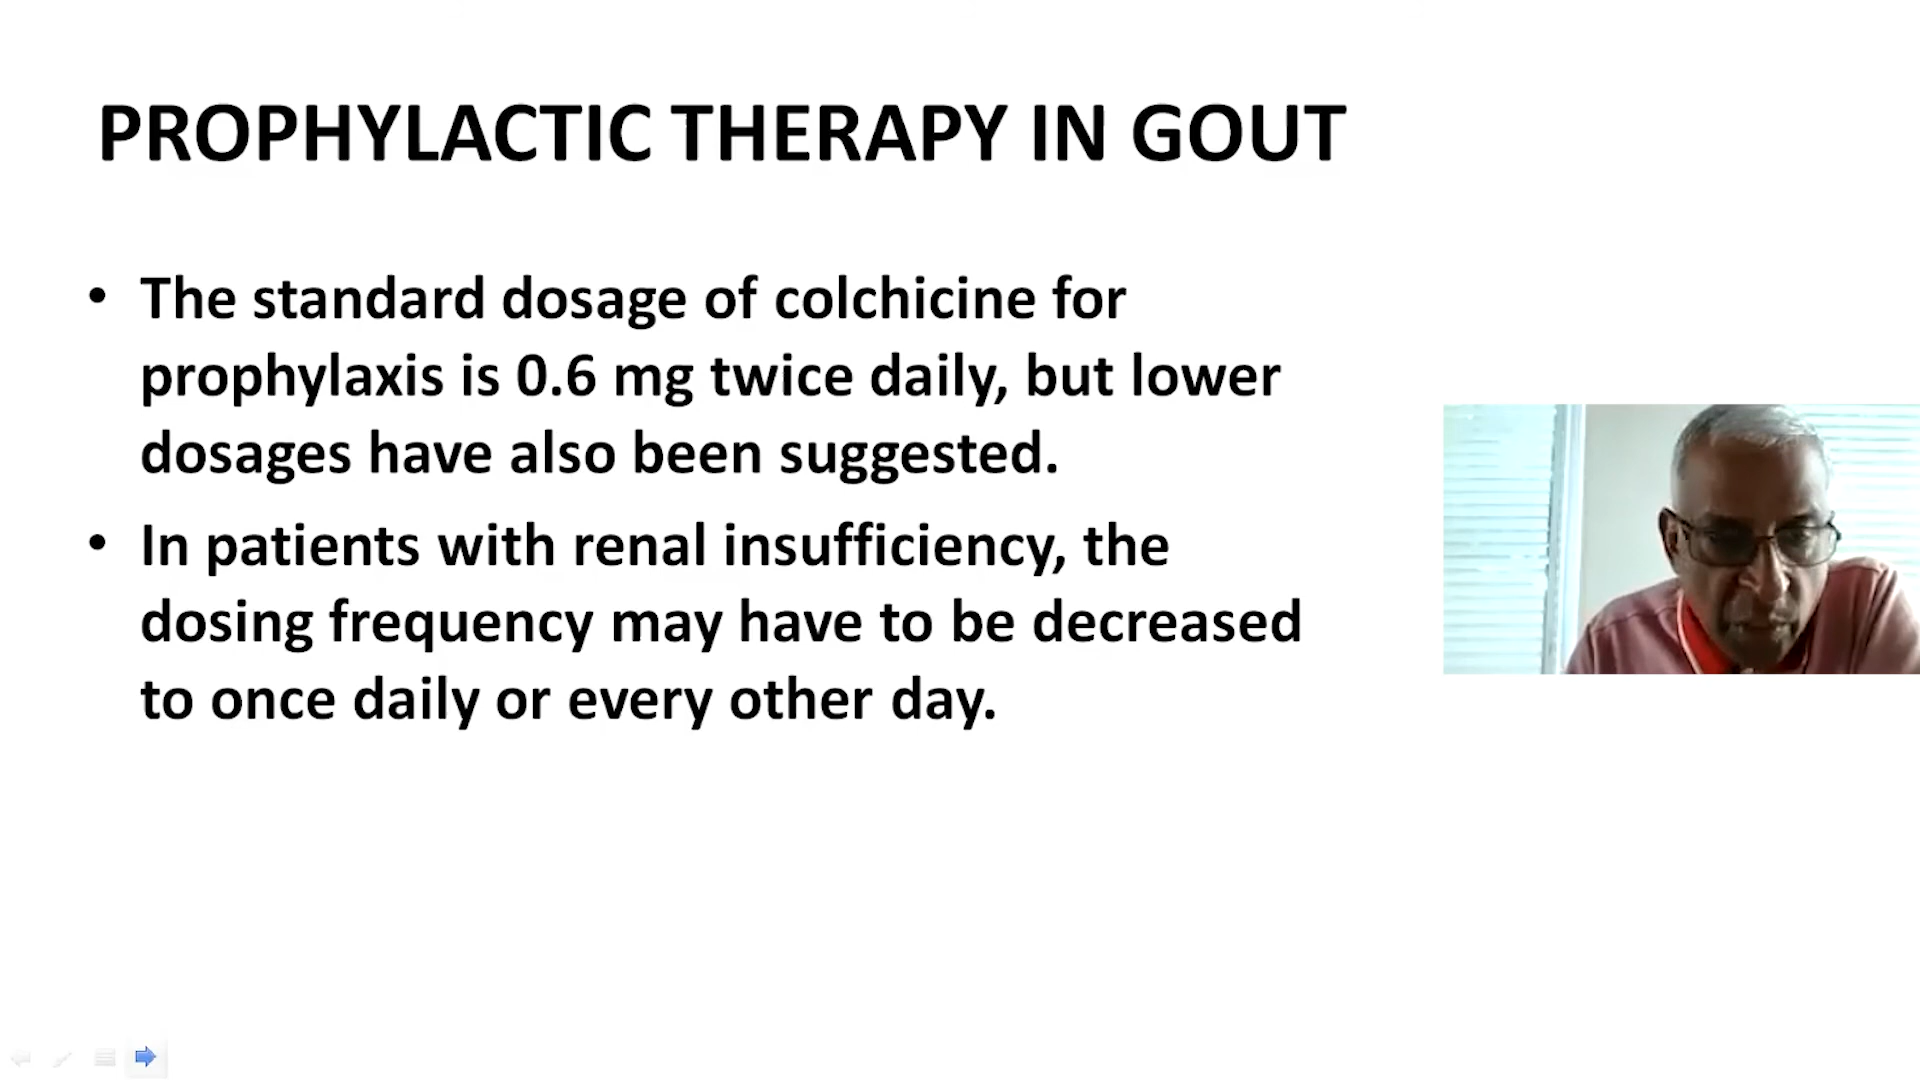 PROPHYLACTIC THERAPY IN GOUT
• The standard dosage of colchicine for
prophylaxis is 0.6 mg twice daily, but lower
dosages have also been suggested.
• In patients with renal insufficiency, the
dosing frequency may have to be decreased
to once daily or every other day.